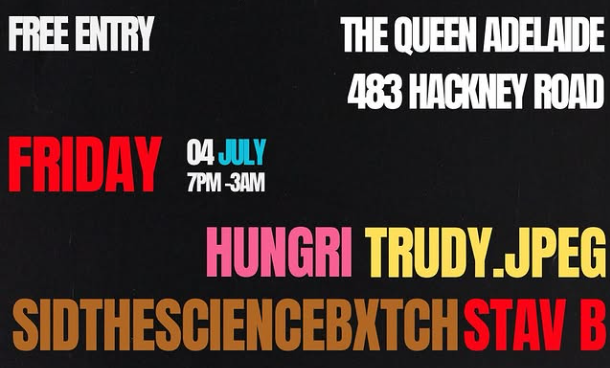 FREE ENTRY
THE QUEEN ADELAIDE
483 HACKNEY ROAD
FRIDAY
04 JULY
7PM -3AM
HUNGRI TRUDY.JPEG
SIDTHESCIENCEBXTCH STAV B